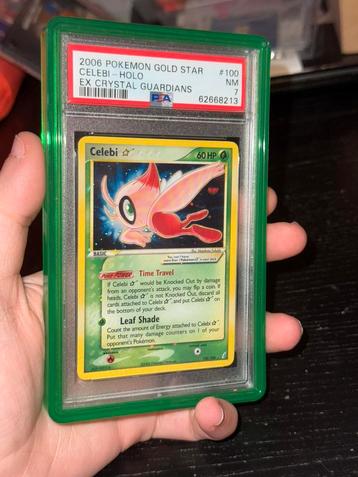 2006 POKEMON GOLD STAR #100
CELEBI - HOLO NM
EX CRYSTAL GUARDIANS 7
PSA 62668213
Celebi ☆ 60 HP
BASIC
Poké-POWER Time Travel
If Celebi ☆ would be Knocked Out by damage
from an opponent's attack, you may flip a coin. If
heads, Celebi ☆ is not Knocked Out, discard all
cards attached to Celebi ☆, and put Celebi ☆ on
the bottom of your deck.
Leaf Shade
Count the amount of Energy attached to Celebi ☆.
Put that many damage counters on 1 of your
opponent's Pokémon.